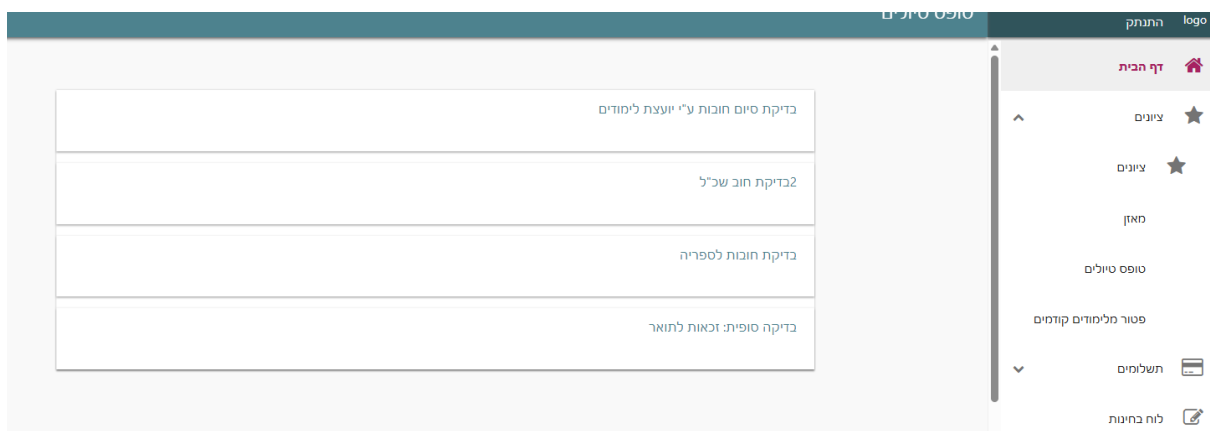 logo
התנתק
טופס טיולים
דף הבית
ציונים
ציונים
מאזן
טופס טיולים
פטור מלימודים קודמים
תשלומים
לוח בחינות
בדיקת סיום חובות ע"י יועצת לימודים
2בדיקת חוב שכ"ל
בדיקת חובות לספריה
בדיקה סופית: זכאות לתואר